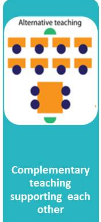 Alternative teaching
Complementary
teaching
supporting each
other